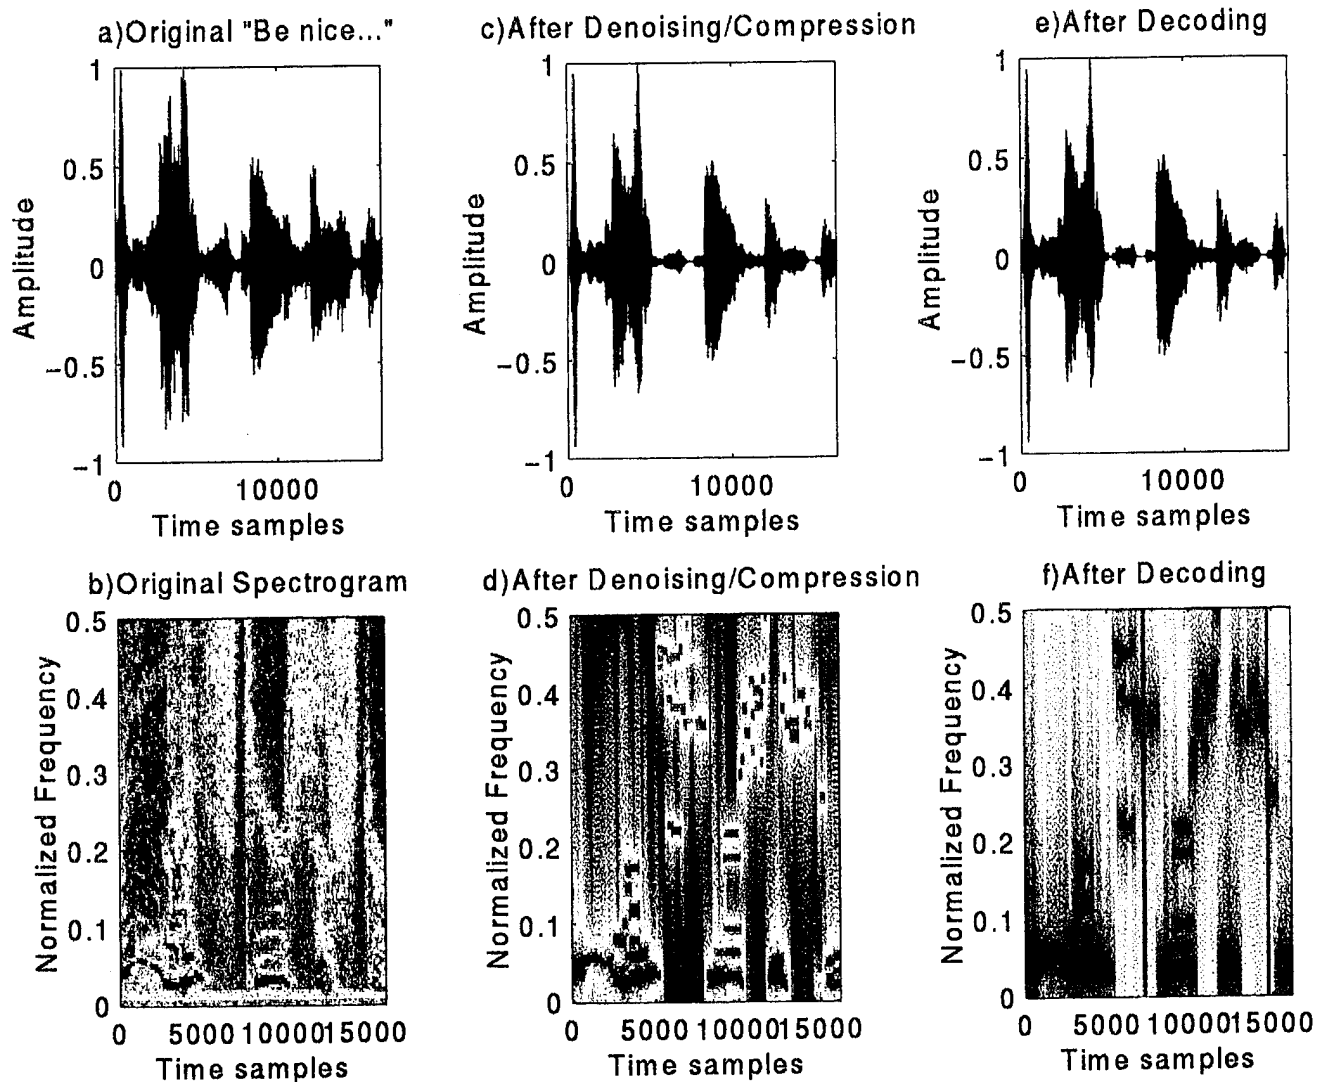 a)Original "Be nice..."
1
0.5
0
−0.5
−1
Amplitude
0 10000
Time samples
c)After Denoising/Compression
1
0.5
0
−0.5
−1
Amplitude
0 10000
Time samples
e)After Decoding
1
0.5
0
−0.5
−1
Amplitude
0 10000
Time samples
b)Original Spectrogram
0.5
0.4
0.3
0.2
0.1
0
Normalized Frequency
0 5000 10000 15000
Time samples
d)After Denoising/Compression
0.5
0.4
0.3
0.2
0.1
0
Normalized Frequency
0 5000 10000 15000
Time samples
f)After Decoding
0.5
0.4
0.3
0.2
0.1
0
Normalized Frequency
0 5000 10000 15000
Time samples